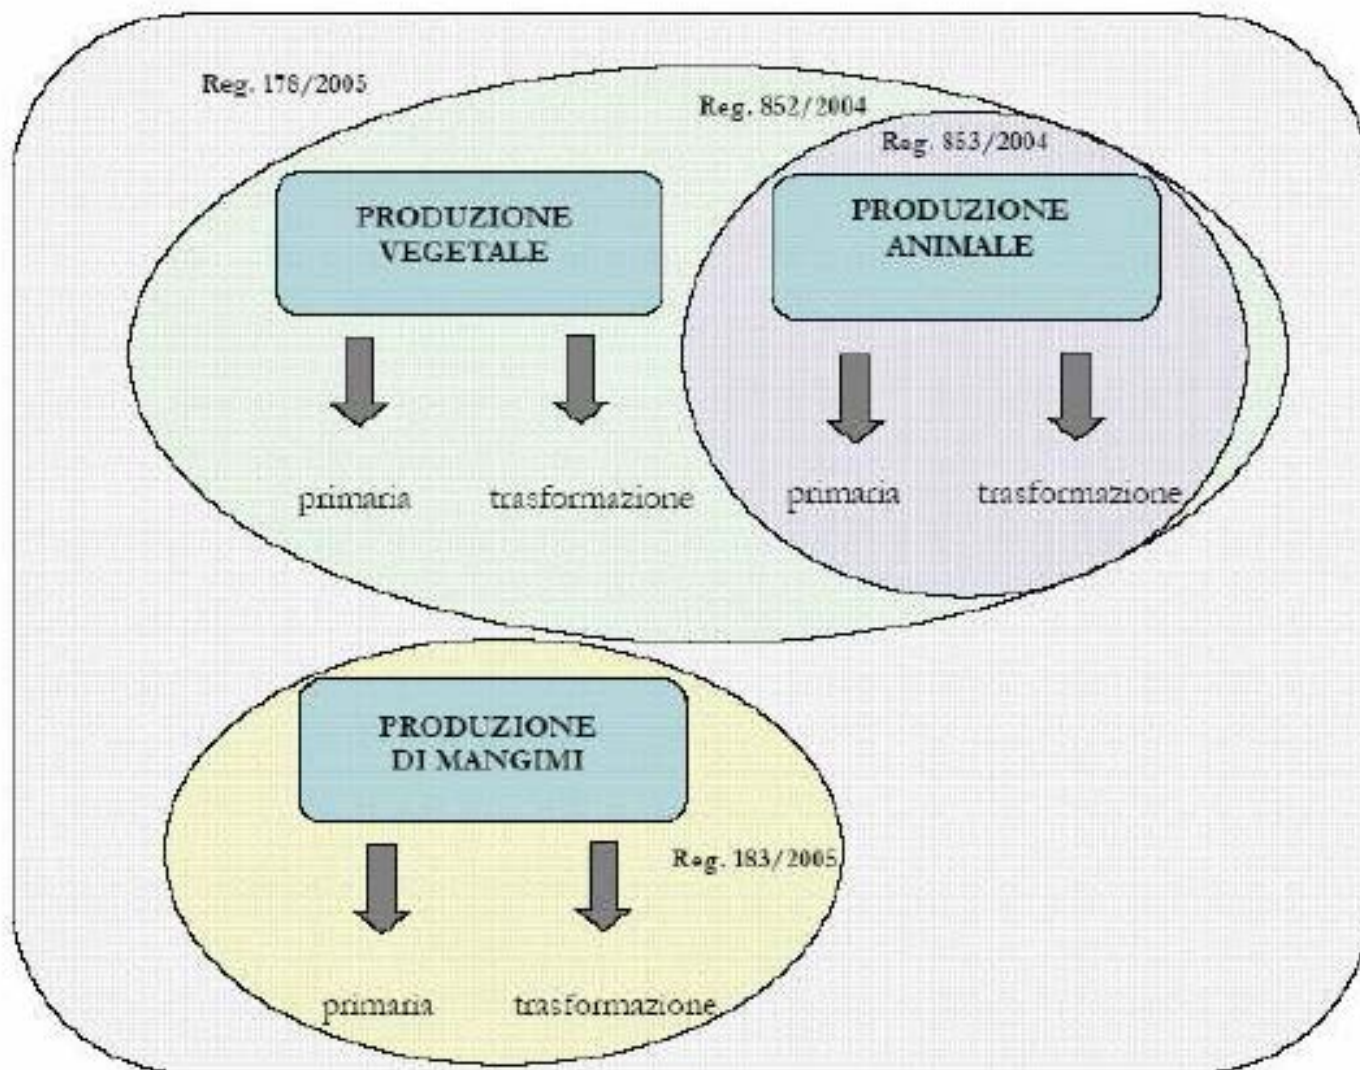 Reg. 178/2005
Reg. 852/2004
Reg. 853/2004
PRODUZIONE
VEGETALE
PRODUZIONE
ANIMALE
primaria
trasformazione
primaria
trasformazione
PRODUZIONE
DI MANGIMI
Reg. 183/2005
primaria
trasformazione